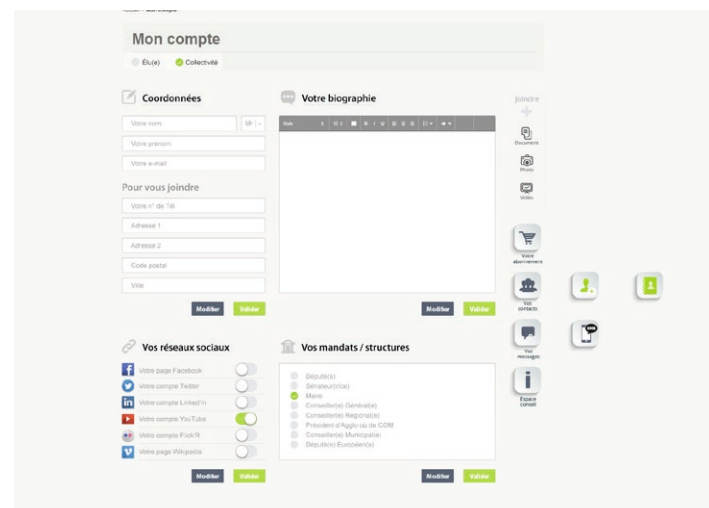 Mon compte
Élu(e)
Collectivité
Coordonnées
Votre biographie
Joindre
Votre nom
Mr
Votre prénom
Document
Votre e-mail
Photo
Pour vous joindre
Vidéo
Votre n° de Tél
Adresse 1
Adresse 2
Votre
abonnement
Code postal
Ville
Modifier
Valider
Modifier
Valider
Vos
contacts
Vos réseaux sociaux
Vos mandats / structures
Vos
messages
Votre page Facebook
Votre compte Twitter
Votre compte Linked'in
Votre compte YouTube
Votre compte Flick'R
Votre page Wikipedia
Député(e)
Sénateur(trice)
Maire
Conseiller(e) Général(e)
Conseiller(e) Régional(e)
Président d'Agglo ou de COM
Conseiller(e) Municipal(e)
Député(e) Européen(e)
Espace
conseil
Modifier
Valider
Modifier
Valider